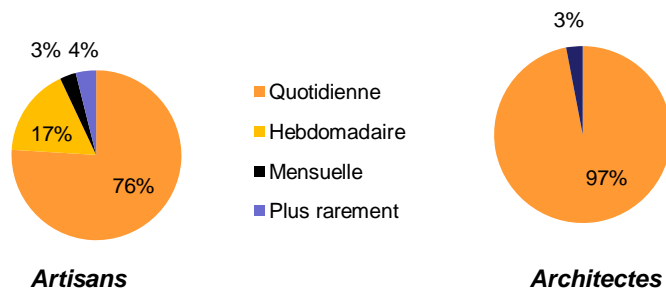 3% 4%
17%
76%
Quotidienne
Hebdomadaire
Mensuelle
Plus rarement
3%
97%
Artisans
Architectes